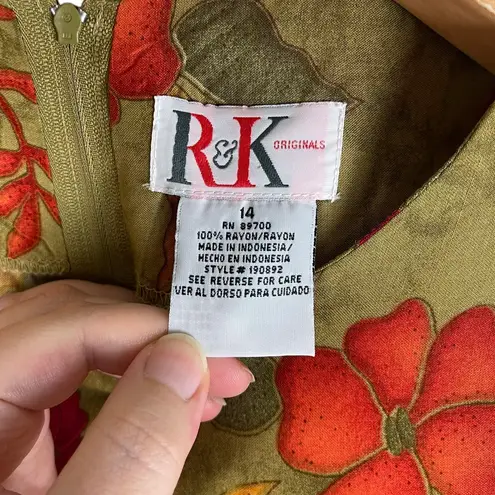 R&K ORIGINALS
14
RN 89700
100% RAYON/RAYON
MADE IN INDONESIA/
HECHO EN INDONESIA
STYLE# 190892
SEE REVERSE FOR CARE
VER AL DORSO PARA CUIDADO